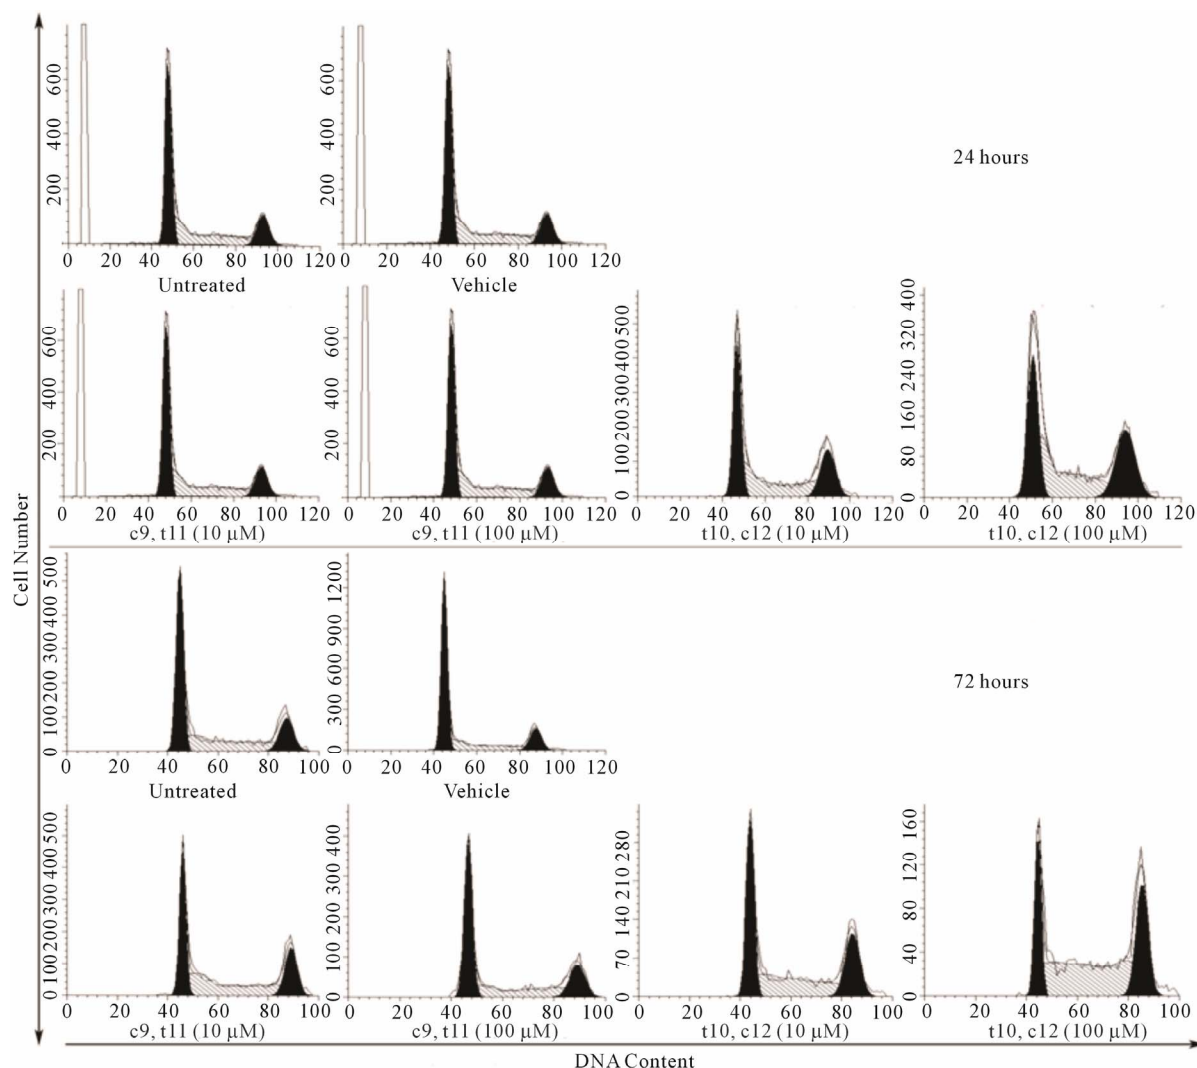 Cell Number
600
400
200
0 20 40 60 80 100 120
Untreated
600
400
200
0 20 40 60 80 100 120
Vehicle
24 hours
600
400
200
0 20 40 60 80 100 120
c9, t11 (10 μM)
600
400
200
0 20 40 60 80 100 120
c9, t11 (100 μM)
500
400
300
200
100
0
0 20 40 60 80 100 120
t10, c12 (10 μM)
400
320
240
160
80
0
0 20 40 60 80 100 120
t10, c12 (100 μM)
500
400
300
200
100
0
0 20 40 60 80 100
Untreated
1200
900
600
300
0
0 20 40 60 80 100 120
Vehicle
72 hours
500
400
300
200
100
0
0 20 40 60 80 100
c9, t11 (10 μM)
400
300
200
100
0
0 20 40 60 80 100
c9, t11 (100 μM)
280
210
140
70
0
0 20 40 60 80 100
t10, c12 (10 μM)
160
120
80
40
0
0 20 40 60 80 100
t10, c12 (100 μM)
DNA Content